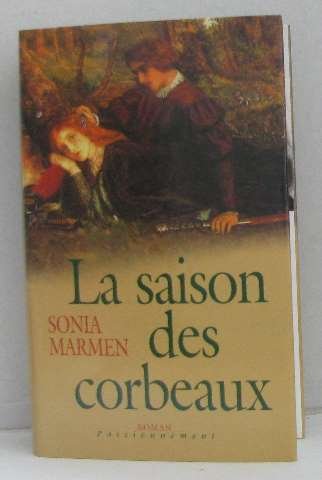 La saison
SONIA
MARMEN
des
corbeaux
ROMAN
Passionnément